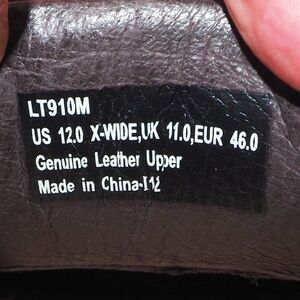 LT910M
US 12.0 X-WIDE,UK 11.0,EUR 46.0
Genuine Leather Upper
Made in China-I12